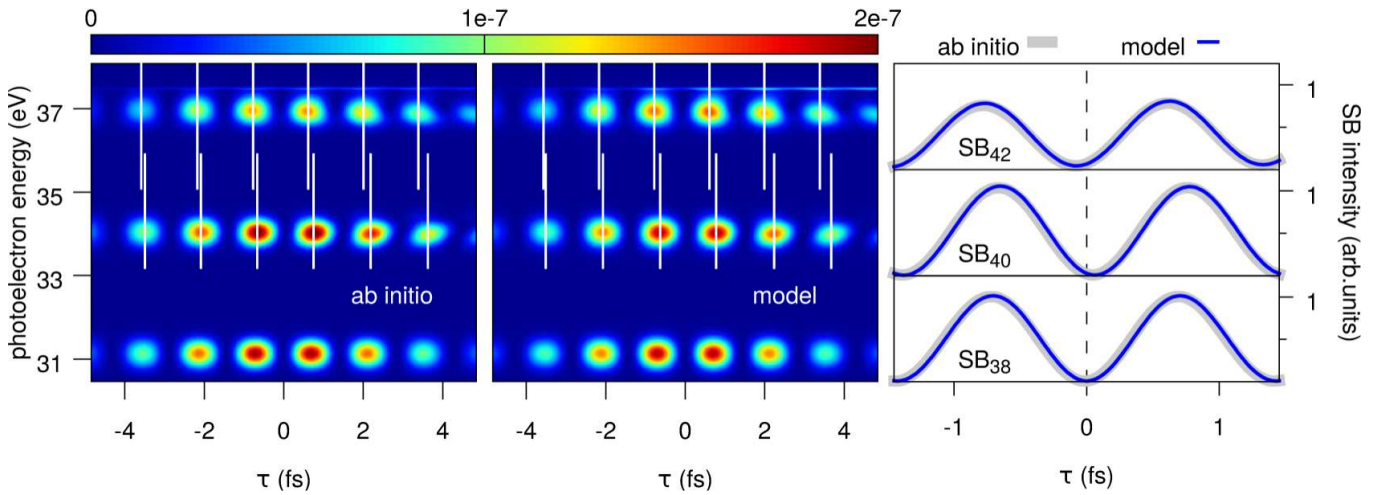 0 1e-7 2e-7
ab initio model
photoelectron energy (eV)
37
35
33
31
ab initio
model
SB42
SB40
SB38
1
1
1
SB intensity (arb.units)
-4 -2 0 2 4
-4 -2 0 2 4
-1 0 1
τ (fs)
τ (fs)
τ (fs)